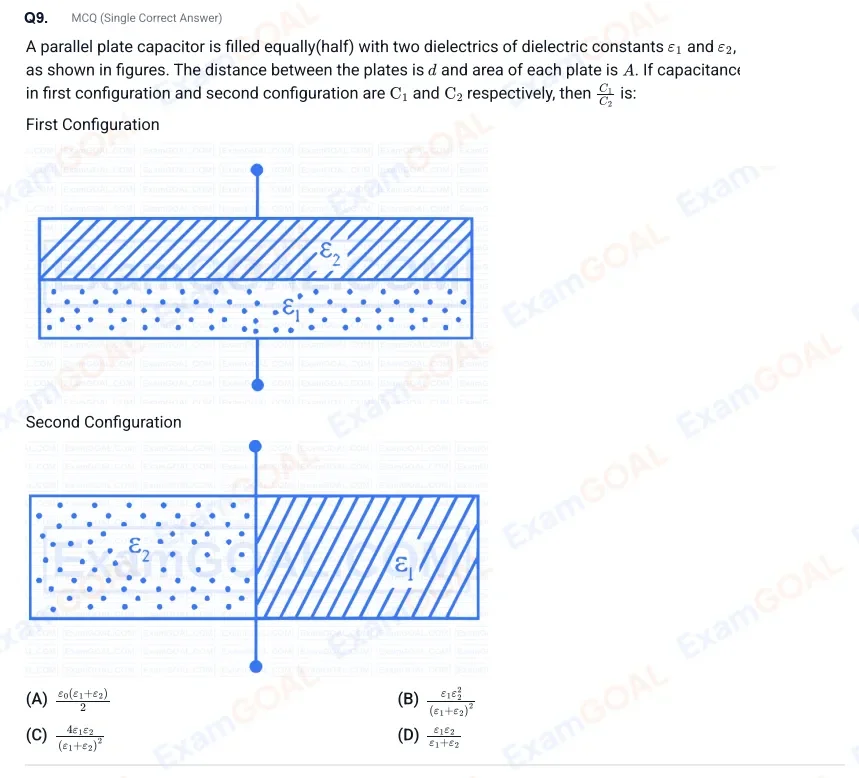 Q9. MCQ (Single Correct Answer)
A parallel plate capacitor is filled equally(half) with two dielectrics of dielectric constants ε₁ and ε₂,
as shown in figures. The distance between the plates is d and area of each plate is A. If capacitance
in first configuration and second configuration are C₁ and C₂ respectively, then C₁/C₂ is:
First Configuration
ε₂
ε₁
Second Configuration
ε₂
ε₁
(A) ε₀(ε₁+ε₂)/2
(B) ε₁ε₂²/(ε₁+ε₂)²
(C) 4ε₁ε₂/(ε₁+ε₂)²
(D) ε₁ε₂/(ε₁+ε₂)
ExamGOAL
ExamGOAL.COM